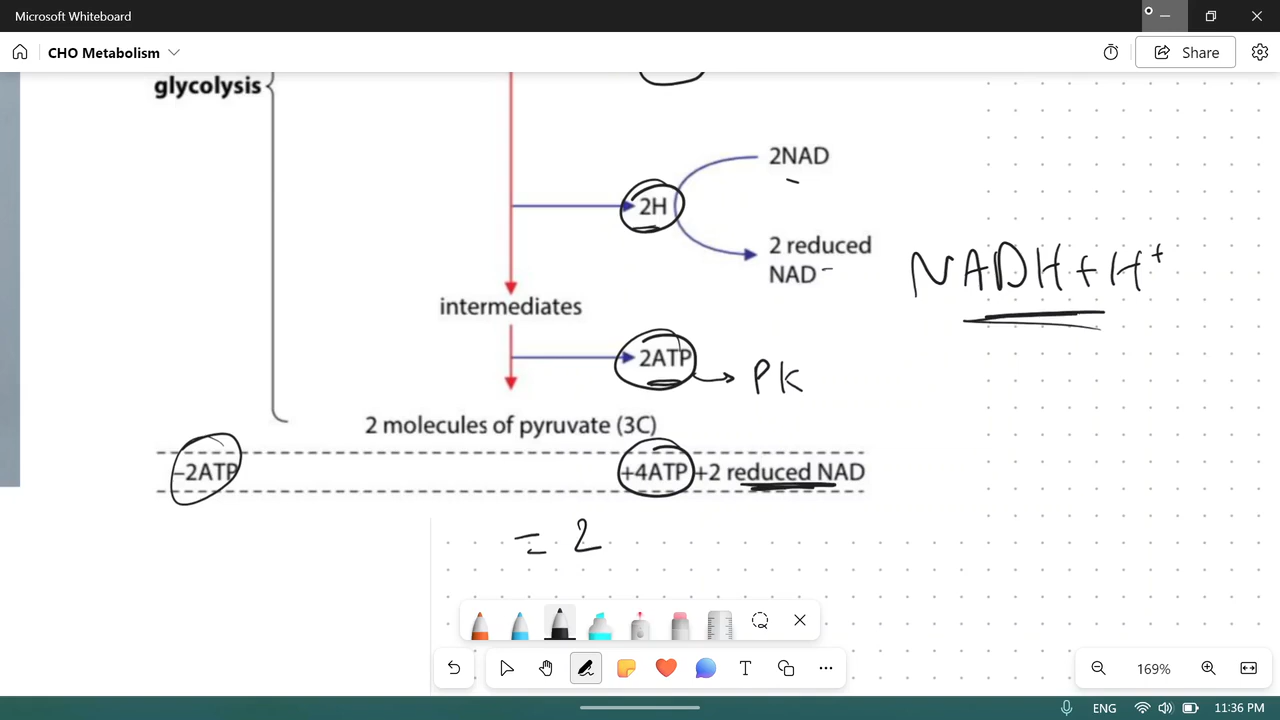 Microsoft Whiteboard
CHO Metabolism
Share
glycolysis
2NAD
2H
2 reduced
NAD
NADH+H+
intermediates
2ATP
PK
2 molecules of pyruvate (3C)
–2ATP
+4ATP +2 reduced NAD
= 2
169%
ENG
11:36 PM